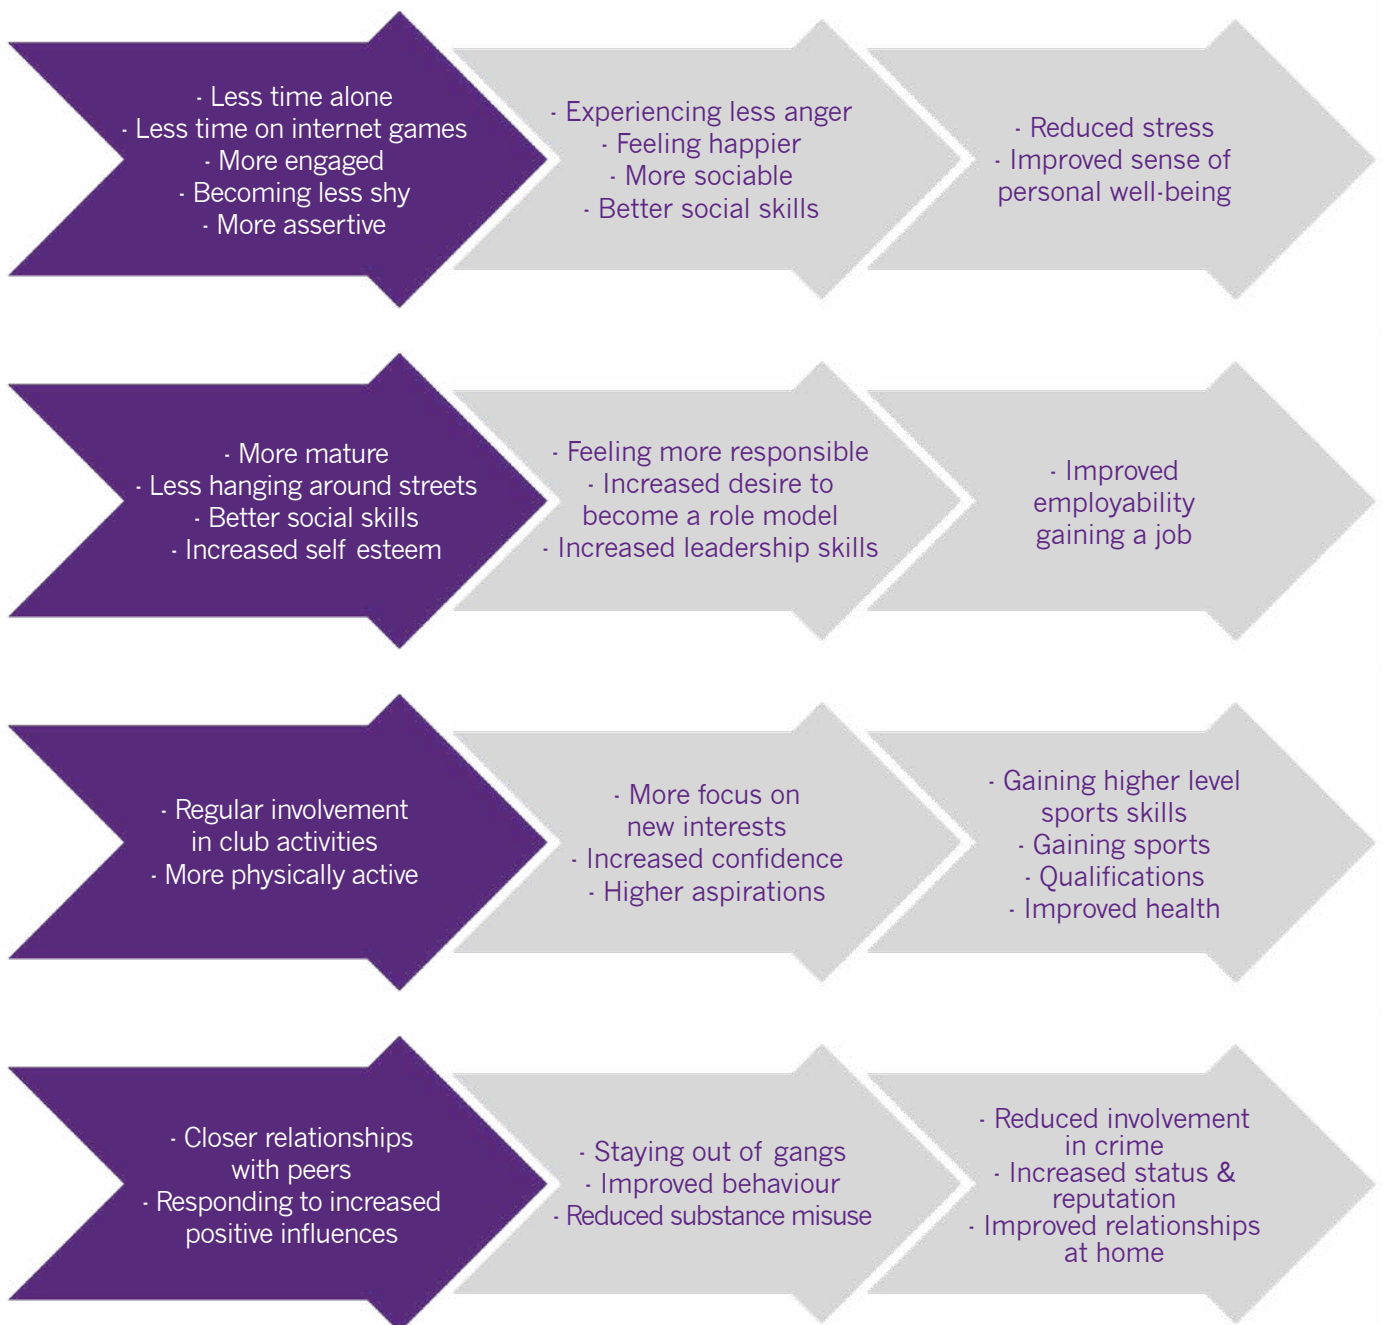 - Less time alone
- Less time on internet games
- More engaged
- Becoming less shy
- More assertive
- Experiencing less anger
- Feeling happier
- More sociable
- Better social skills
- Reduced stress
- Improved sense of
personal well-being
- More mature
- Less hanging around streets
- Better social skills
- Increased self esteem
- Feeling more responsible
- Increased desire to
become a role model
- Increased leadership skills
- Improved
employability
gaining a job
- Regular involvement
in club activities
- More physically active
- More focus on
new interests
- Increased confidence
- Higher aspirations
- Gaining higher level
sports skills
- Gaining sports
- Qualifications
- Improved health
- Closer relationships
with peers
- Responding to increased
positive influences
- Staying out of gangs
- Improved behaviour
- Reduced substance misuse
- Reduced involvement
in crime
- Increased status &
reputation
- Improved relationships
at home